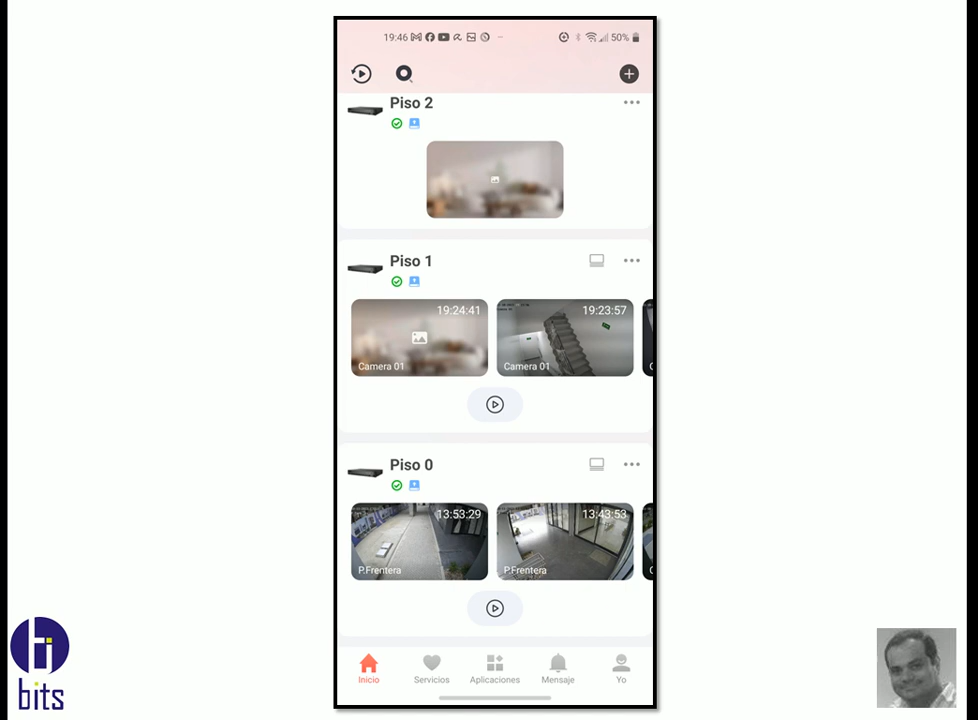 19:46
50%
Piso 2
Piso 1
19:24:41
Camera 01
19:23:57
Camera 01
Piso 0
13:53:29
P.Frentera
13:43:53
P.Frentera
Inicio
Servicios
Aplicaciones
Mensaje
Yo
bits